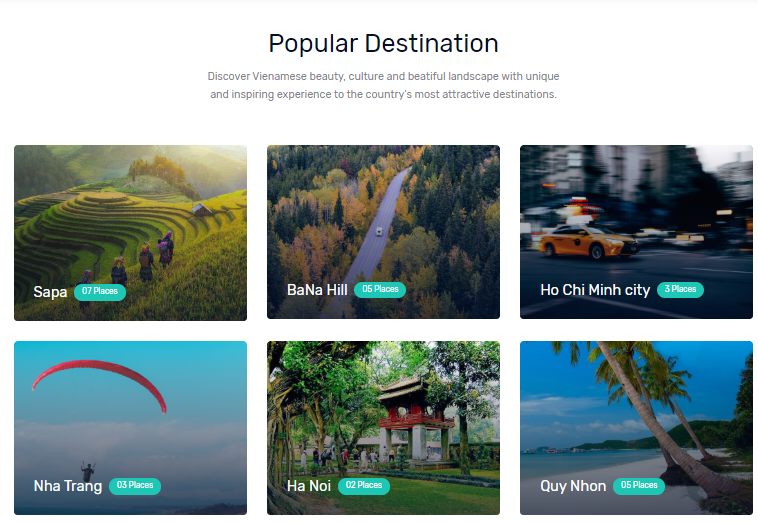 Popular Destination
Discover Vienamese beauty, culture and beatiful landscape with unique
and inspiring experience to the country's most attractive destinations.
Sapa 07 Places
BaNa Hill 05 Places
Ho Chi Minh city 3 Places
Nha Trang 03 Places
Ha Noi 02 Places
Quy Nhon 05 Places